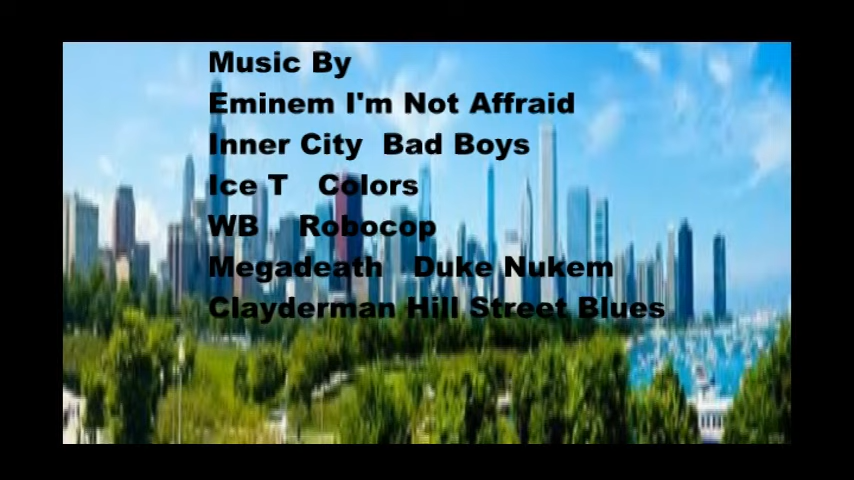 Music By
Eminem I'm Not Affraid
Inner City  Bad Boys
Ice T   Colors
WB    Robocop
Megadeath   Duke Nukem
Clayderman Hill Street Blues